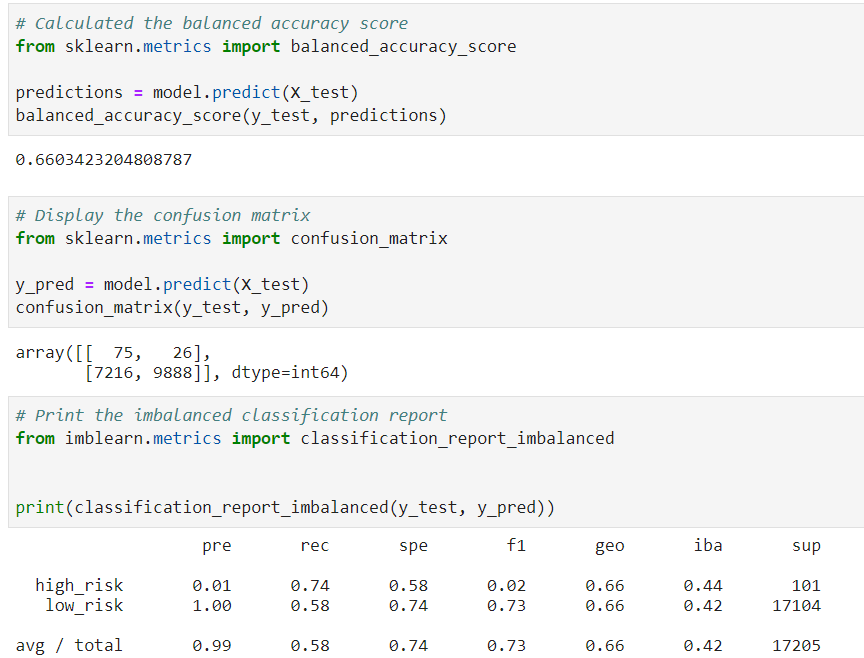 # Calculated the balanced accuracy score
from sklearn.metrics import balanced_accuracy_score
predictions = model.predict(X_test)
balanced_accuracy_score(y_test, predictions)
0.6603423204808787
# Display the confusion matrix
from sklearn.metrics import confusion_matrix
y_pred = model.predict(X_test)
confusion_matrix(y_test, y_pred)
array([[  75,   26],
       [7216, 9888]], dtype=int64)
# Print the imbalanced classification report
from imblearn.metrics import classification_report_imbalanced
print(classification_report_imbalanced(y_test, y_pred))
                   pre       rec       spe        f1       geo       iba       sup
  high_risk       0.01      0.74      0.58      0.02      0.66      0.44       101
   low_risk       1.00      0.58      0.74      0.73      0.66      0.42     17104
avg / total       0.99      0.58      0.74      0.73      0.66      0.42     17205